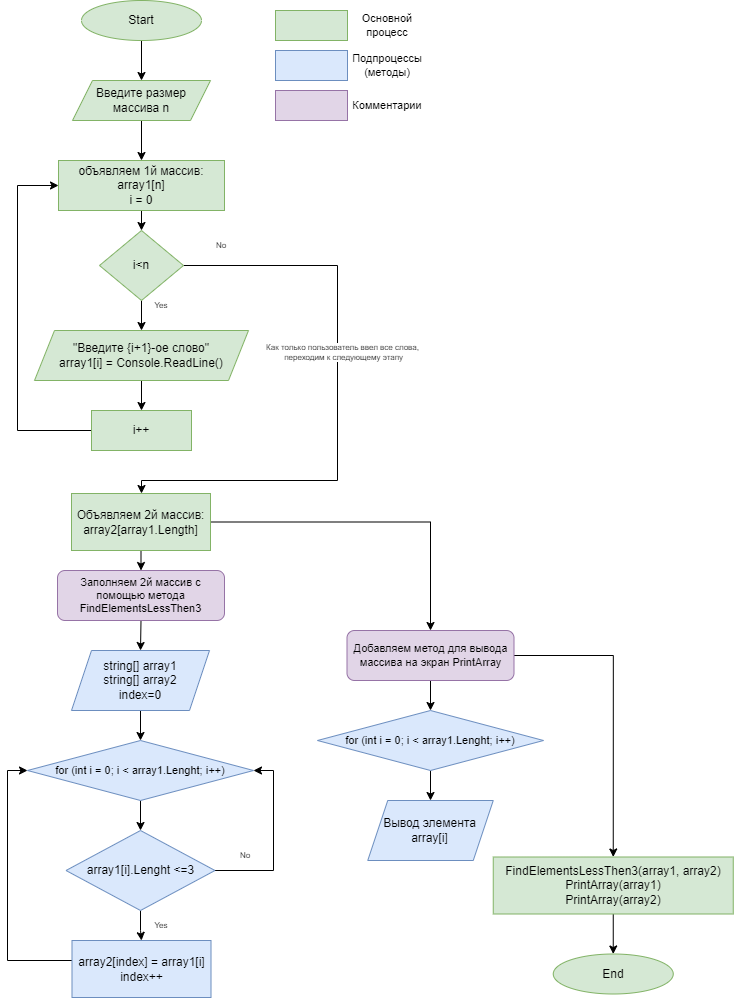 Start
Основной
процесс
Подпроцессы
(методы)
Комментарии
Введите размер
массива n
объявляем 1й массив:
array1[n]
i = 0
i<n
No
Yes
"Введите {i+1}-ое слово"
array1[i] = Console.ReadLine()
Как только пользователь ввел все слова,
переходим к следующему этапу
i++
Объявляем 2й массив:
array2[array1.Length]
Заполняем 2й массив с
помощью метода
FindElementsLessThen3
string[] array1
string[] array2
index=0
for (int i = 0; i < array1.Lenght; i++)
array1[i].Lenght <=3
No
Yes
array2[index] = array1[i]
index++
Добавляем метод для вывода
массива на экран PrintArray
for (int i = 0; i < array1.Lenght; i++)
Вывод элемента
array[i]
FindElementsLessThen3(array1, array2)
PrintArray(array1)
PrintArray(array2)
End